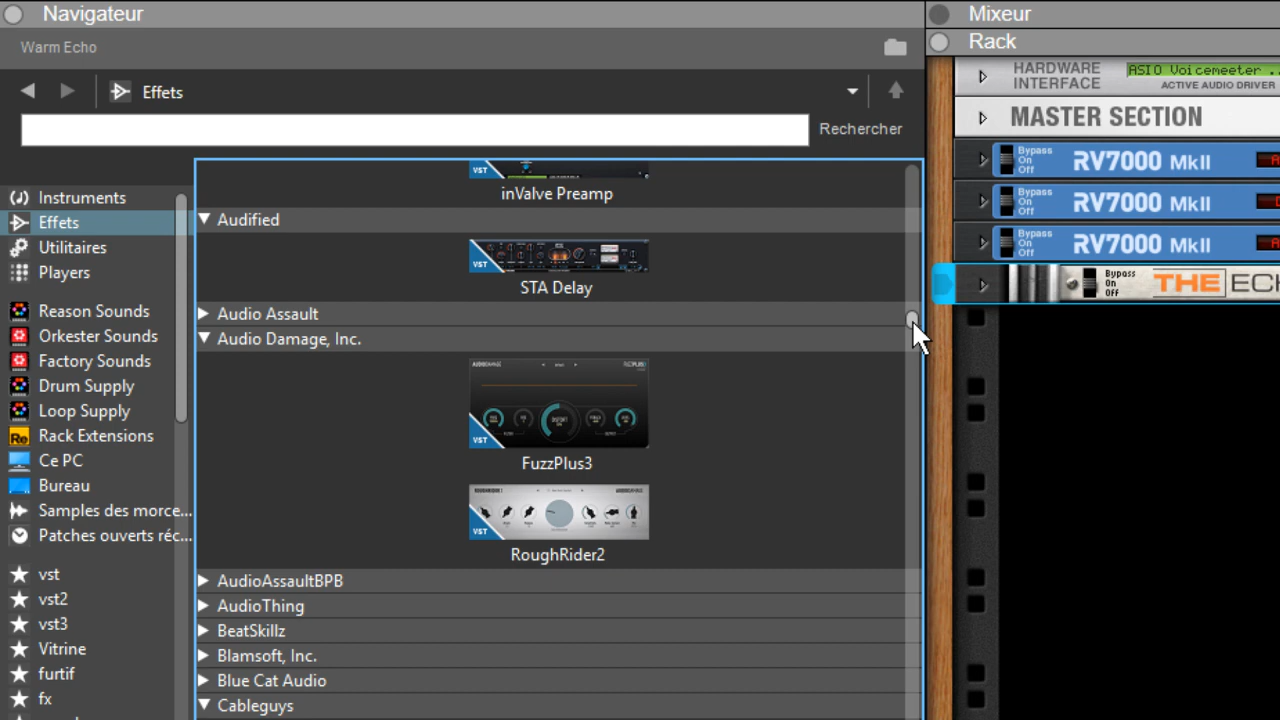 Navigateur
Warm Echo
Effets
Rechercher
Instruments
Effets
Utilitaires
Players
Reason Sounds
Orkester Sounds
Factory Sounds
Drum Supply
Loop Supply
Rack Extensions
Ce PC
Bureau
Samples des morce...
Patches ouverts réc...
vst
vst2
vst3
Vitrine
furtif
fx
VST
inValve Preamp
Audified
VST
STA Delay
Audio Assault
Audio Damage, Inc.
VST
FuzzPlus3
VST
RoughRider2
AudioAssaultBPB
AudioThing
BeatSkillz
Blamsoft, Inc.
Blue Cat Audio
Cableguys
Mixeur
Rack
HARDWARE
INTERFACE
ASIO Voicemeeter ..
ACTIVE AUDIO DRIVER
MASTER SECTION
Bypass
On
Off
RV7000 MkII
Bypass
On
Off
RV7000 MkII
Bypass
On
Off
RV7000 MkII
Bypass
On
Off
THE ECH